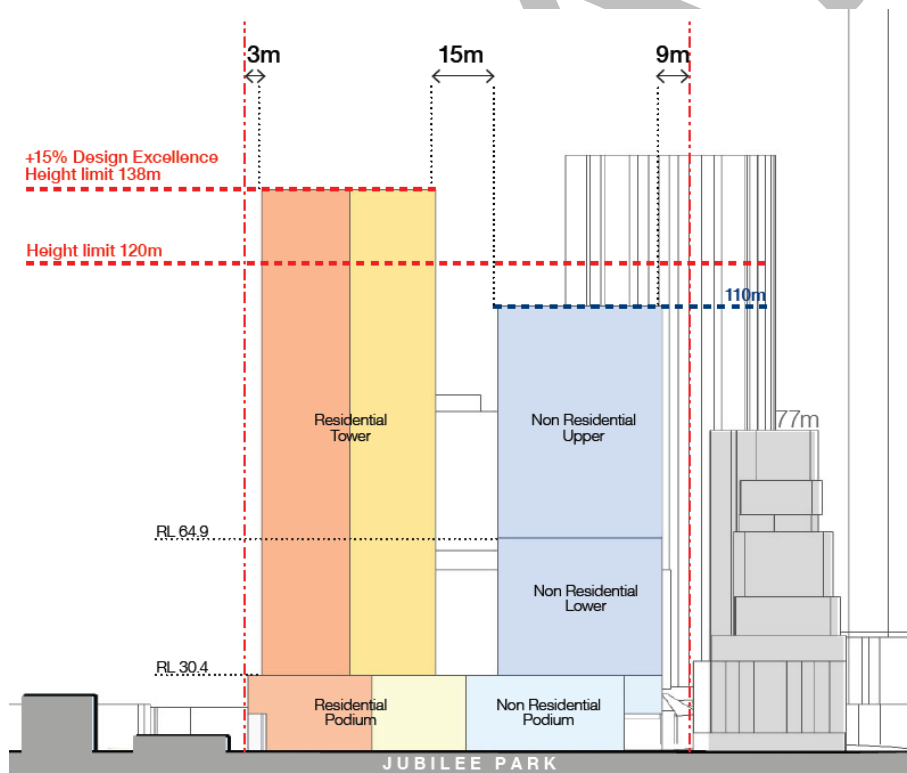 3m
15m
9m
+15% Design Excellence
Height limit 138m
Height limit 120m
110m
77m
Residential
Tower
Non Residential
Upper
RL 64.9
Non Residential
Lower
RL 30.4
Residential
Podium
Non Residential
Podium
JUBILEE PARK